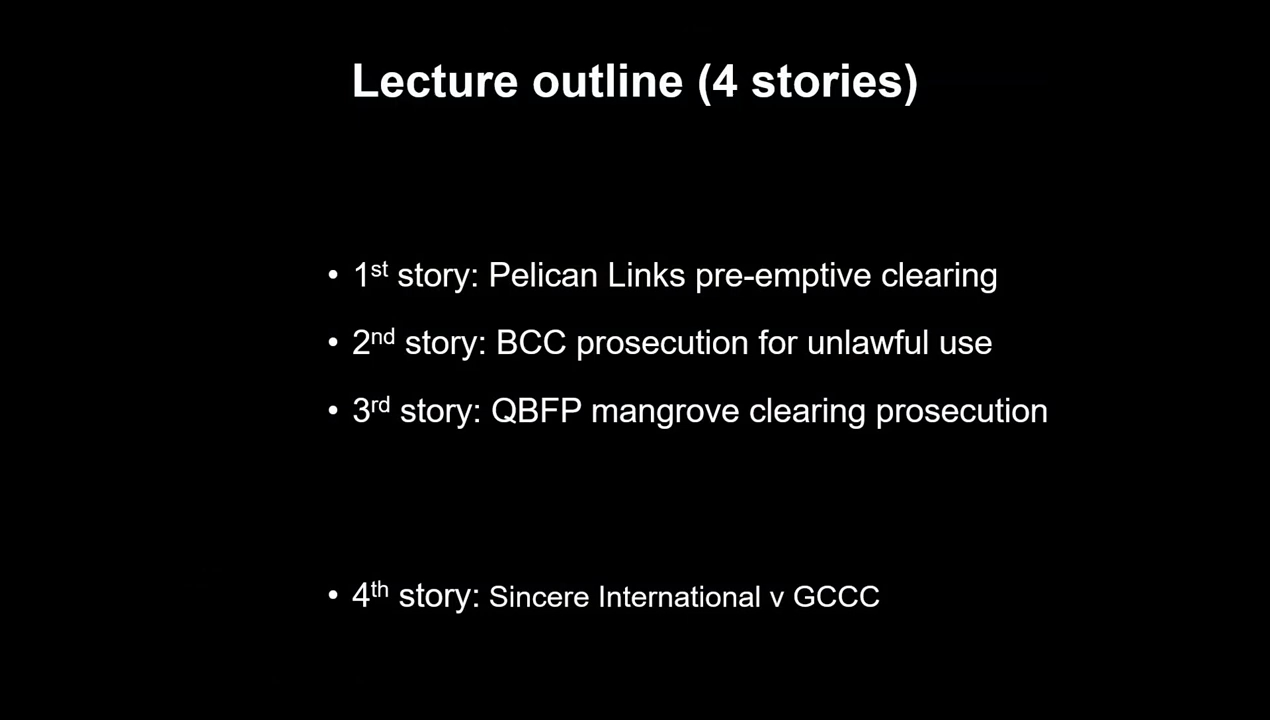 Lecture outline (4 stories)
• 1st story: Pelican Links pre-emptive clearing
• 2nd story: BCC prosecution for unlawful use
• 3rd story: QBFP mangrove clearing prosecution
• 4th story: Sincere International v GCCC